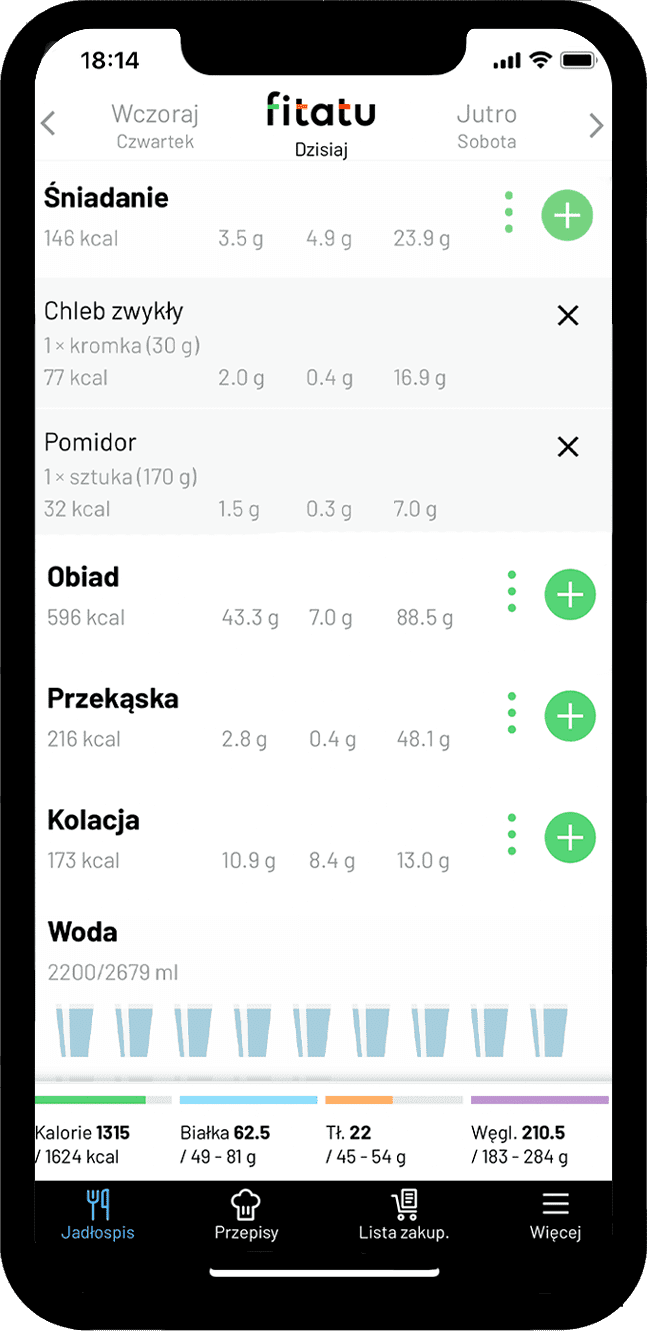 18:14
Wczoraj
Czwartek
fitatu
Dzisiaj
Jutro
Sobota
Śniadanie
146 kcal 3.5 g 4.9 g 23.9 g
Chleb zwykły
1 × kromka (30 g)
77 kcal 2.0 g 0.4 g 16.9 g
Pomidor
1 × sztuka (170 g)
32 kcal 1.5 g 0.3 g 7.0 g
Obiad
596 kcal 43.3 g 7.0 g 88.5 g
Przekąska
216 kcal 2.8 g 0.4 g 48.1 g
Kolacja
173 kcal 10.9 g 8.4 g 13.0 g
Woda
2200/2679 ml
Kalorie 1315 Białka 62.5 Tł. 22 Węgl. 210.5
/ 1624 kcal / 49 - 81 g / 45 - 54 g / 183 - 284 g
Jadłospis Przepisy Lista zakup. Więcej